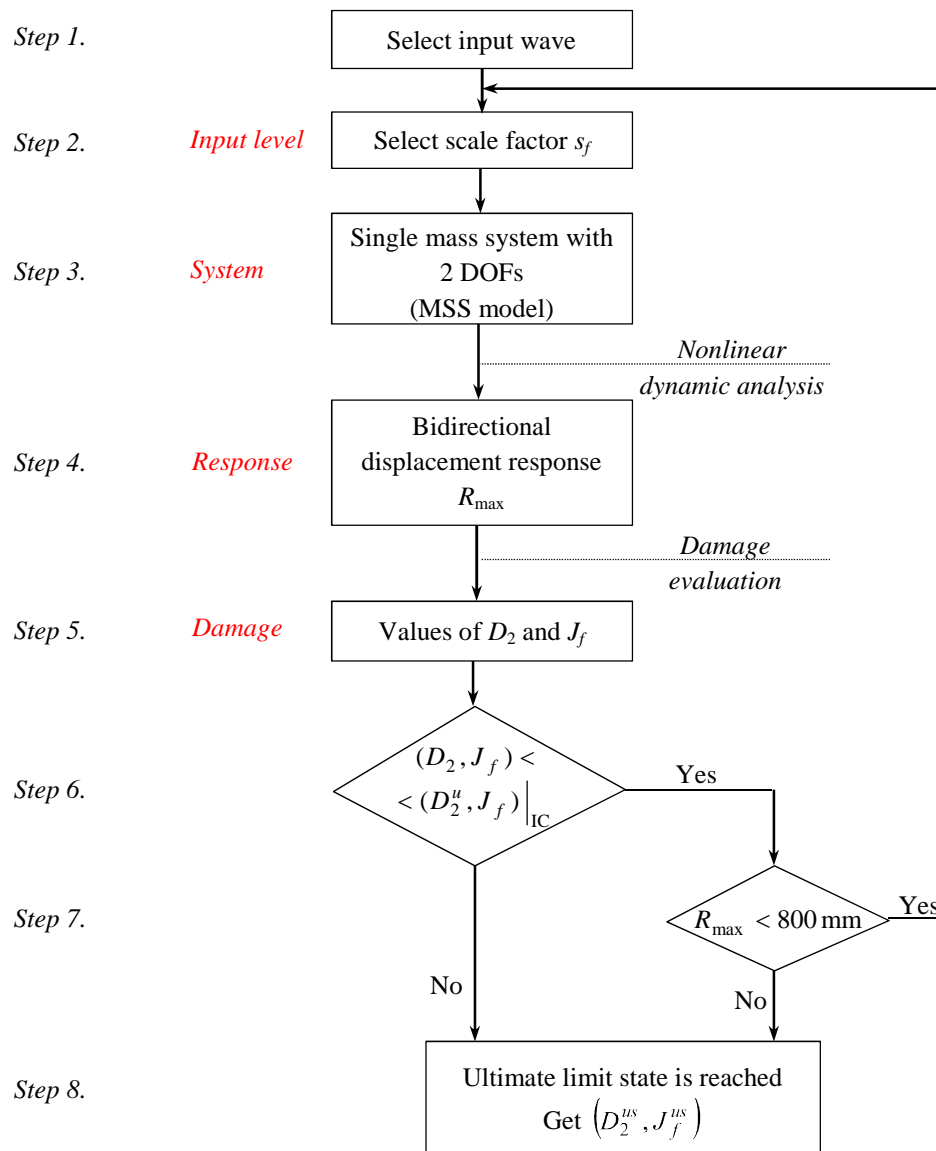 Step 1.
Select input wave
Step 2.
Input level
Select scale factor s_f
Step 3.
System
Single mass system with
2 DOFs
(MSS model)
Nonlinear
dynamic analysis
Step 4.
Response
Bidirectional
displacement response
R_max
Damage
evaluation
Step 5.
Damage
Values of D_2 and J_f
Step 6.
(D_2, J_f) <
< (D_2^u, J_f)|_IC
Yes
Step 7.
R_max < 800 mm
Yes
No
No
Step 8.
Ultimate limit state is reached
Get (D_2^{us}, J_f^{us})